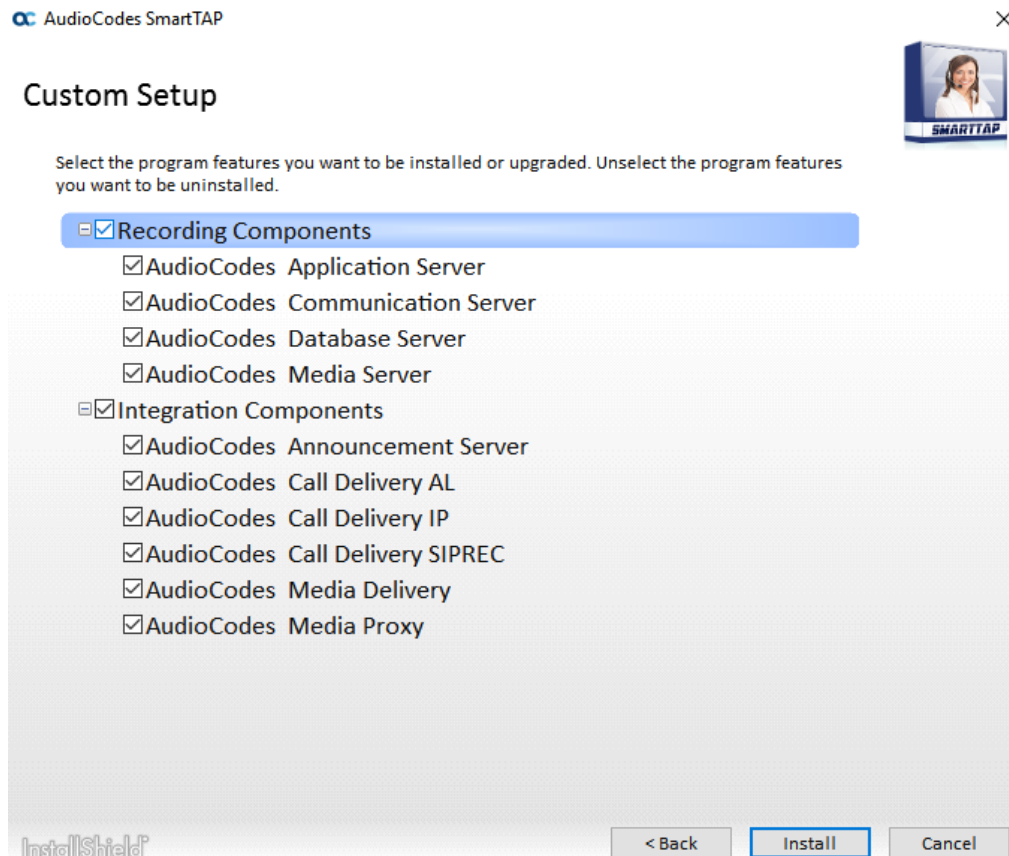 AudioCodes SmartTAP
Custom Setup
SMARTTAP
Select the program features you want to be installed or upgraded. Unselect the program features
you want to be uninstalled.
Recording Components
AudioCodes Application Server
AudioCodes Communication Server
AudioCodes Database Server
AudioCodes Media Server
Integration Components
AudioCodes Announcement Server
AudioCodes Call Delivery AL
AudioCodes Call Delivery IP
AudioCodes Call Delivery SIPREC
AudioCodes Media Delivery
AudioCodes Media Proxy
InstallShield
< Back Install Cancel